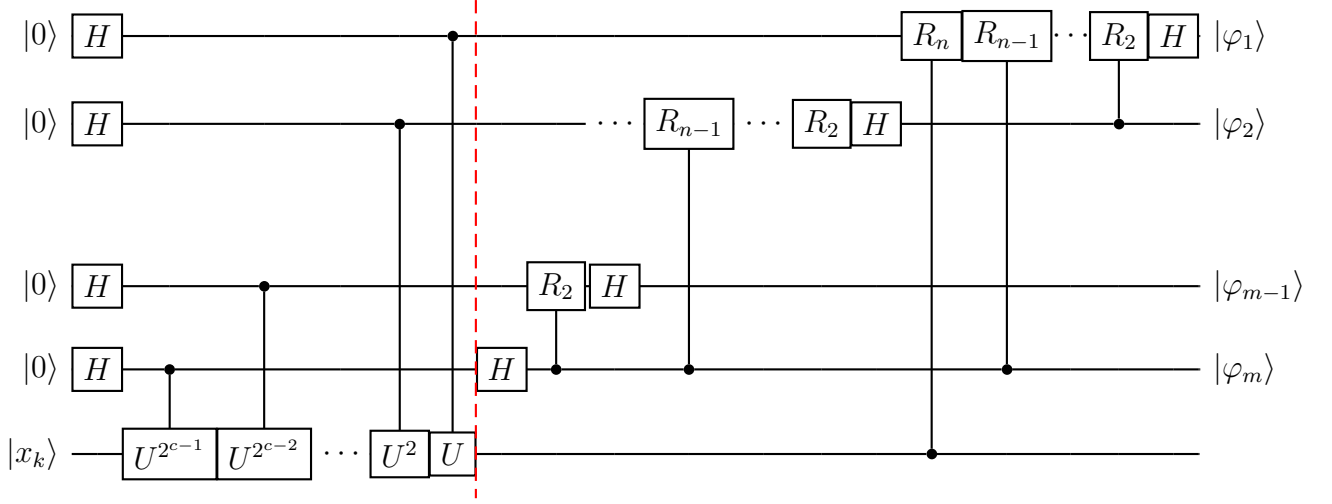 |0⟩ H R_n R_{n−1} ⋯ R_2 H |φ_1⟩
|0⟩ H ⋯ R_{n−1} ⋯ R_2 H |φ_2⟩
|0⟩ H R_2 H |φ_{m−1}⟩
|0⟩ H H |φ_m⟩
|x_k⟩ U^{2^{c−1}} U^{2^{c−2}} ⋯ U^2 U